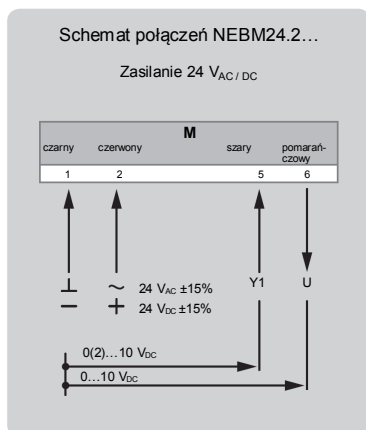 Schemat połączeń NEBM24.2…
Zasilanie 24 VAC / DC
M
czarny czerwony szary pomarań-
czowy
1 2 5 6
⊥ ~ 24 VAC ±15% Y1 U
− + 24 VDC ±15%
0(2)…10 VDC
0…10 VDC